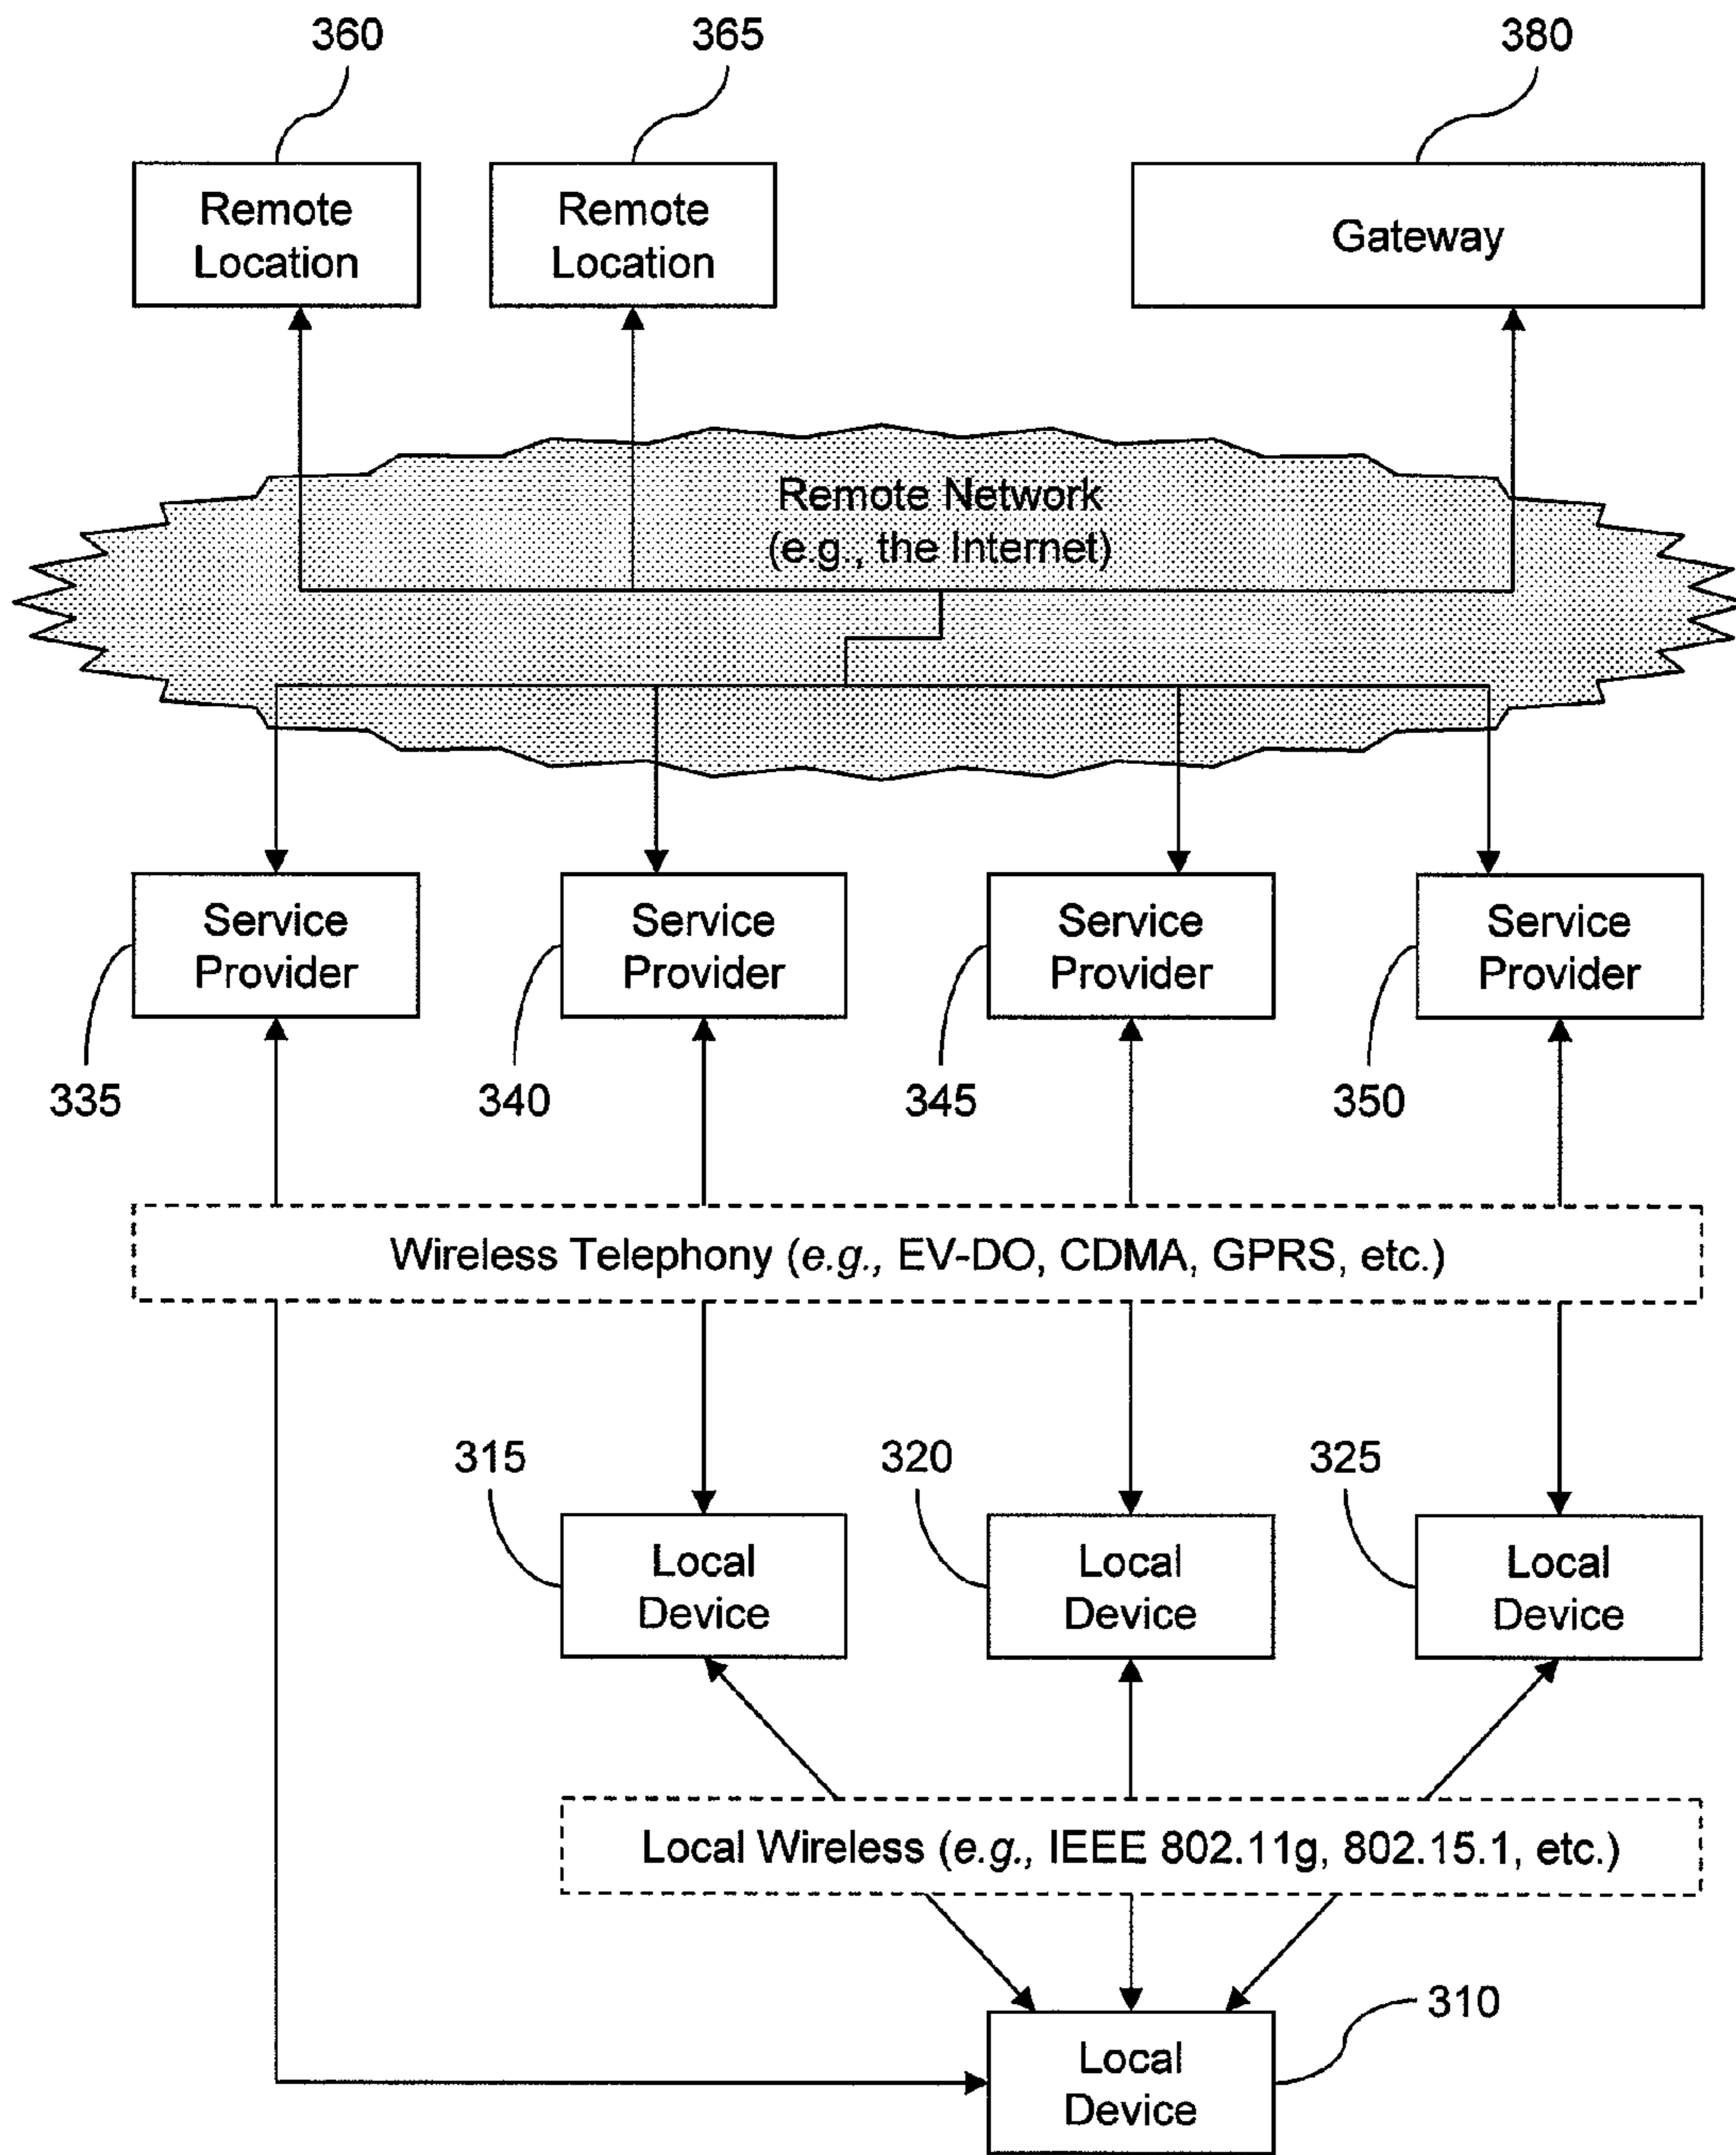 360
365
380
Remote
Location
Remote
Location
Gateway
Remote Network
(e.g., the Internet)
Service
Provider
Service
Provider
Service
Provider
Service
Provider
335
340
345
350
Wireless Telephony (e.g., EV-DO, CDMA, GPRS, etc.)
315
320
325
Local
Device
Local
Device
Local
Device
Local Wireless (e.g., IEEE 802.11g, 802.15.1, etc.)
310
Local
Device